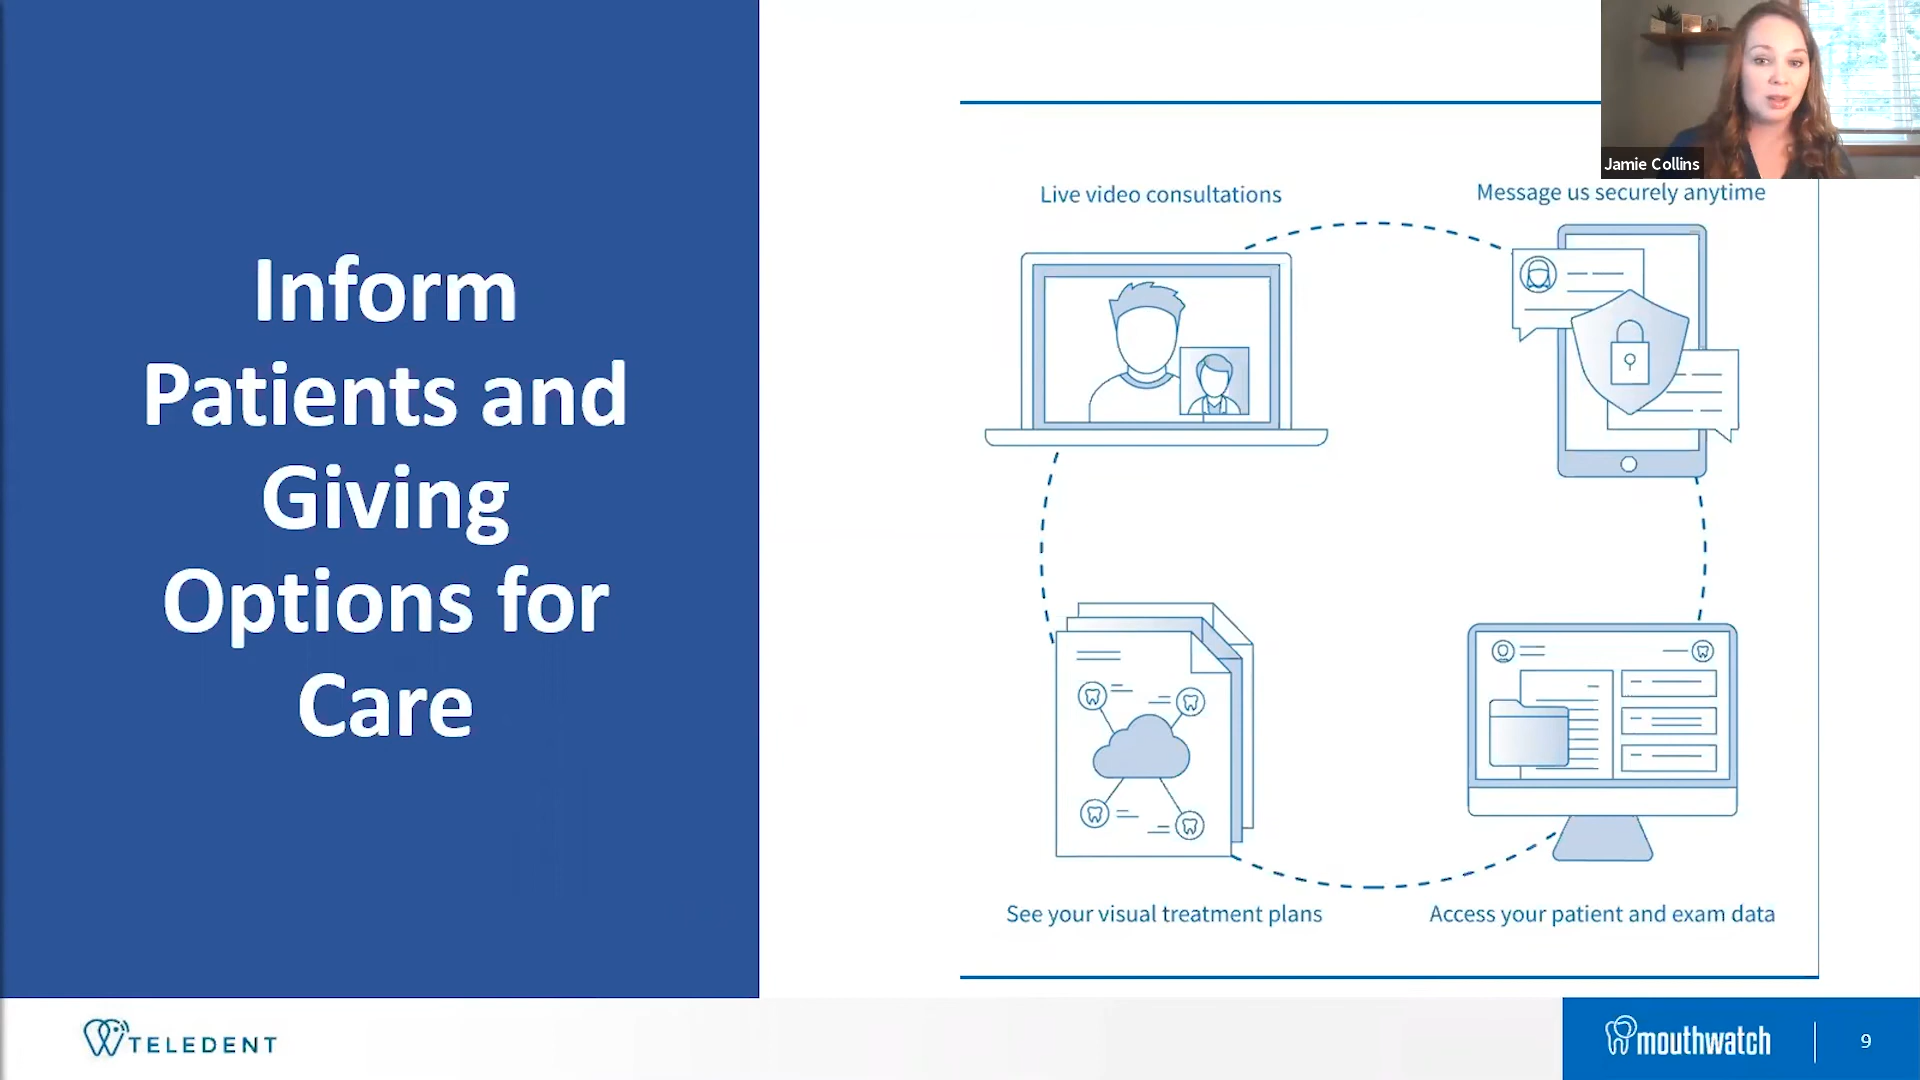 Inform
Patients and
Giving
Options for
Care
Jamie Collins
Live video consultations
Message us securely anytime
See your visual treatment plans
Access your patient and exam data
TELEDENT
mouthwatch
9